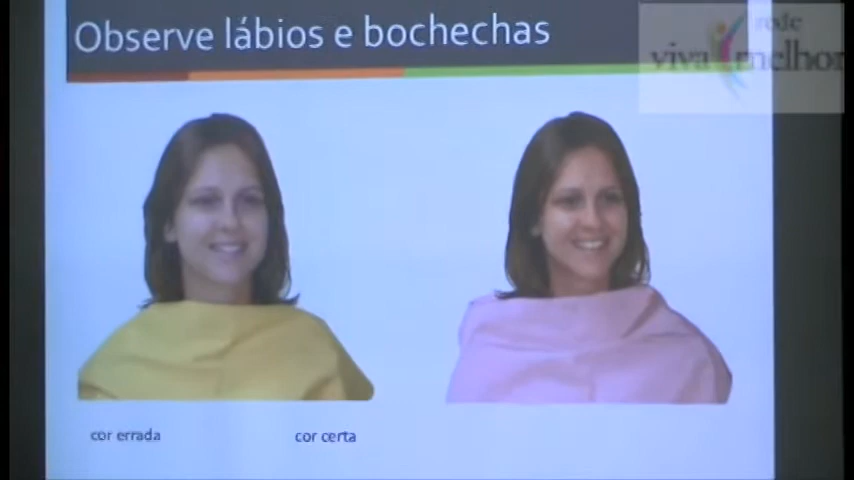 Observe lábios e bochechas
rede
viva melhor
cor errada
cor certa